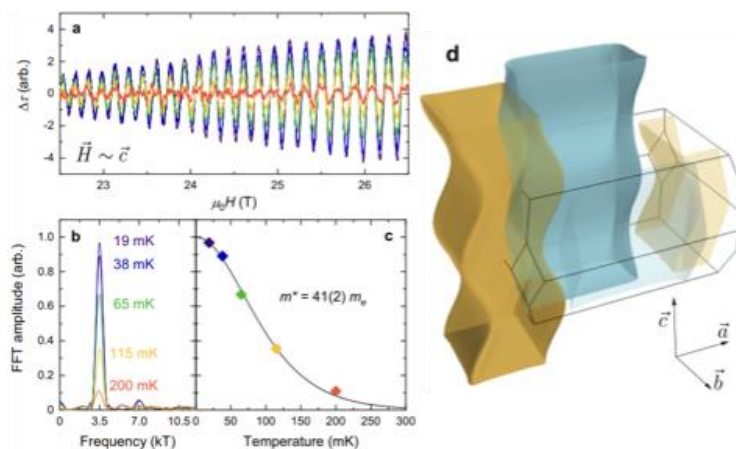 a
Δτ (arb.)
4
2
0
-2
-4
H⃗ ~ c⃗
23 24 25 26
μ₀H (T)
b
FFT amplitude (arb.)
1.0
0.8
0.6
0.4
0.2
0
19 mK
38 mK
65 mK
115 mK
200 mK
0 3.5 7.0 10.5
Frequency (kT)
c
m* = 41(2) mₑ
0 50 100 150 200 250 300
Temperature (mK)
d
c⃗
a⃗
b⃗